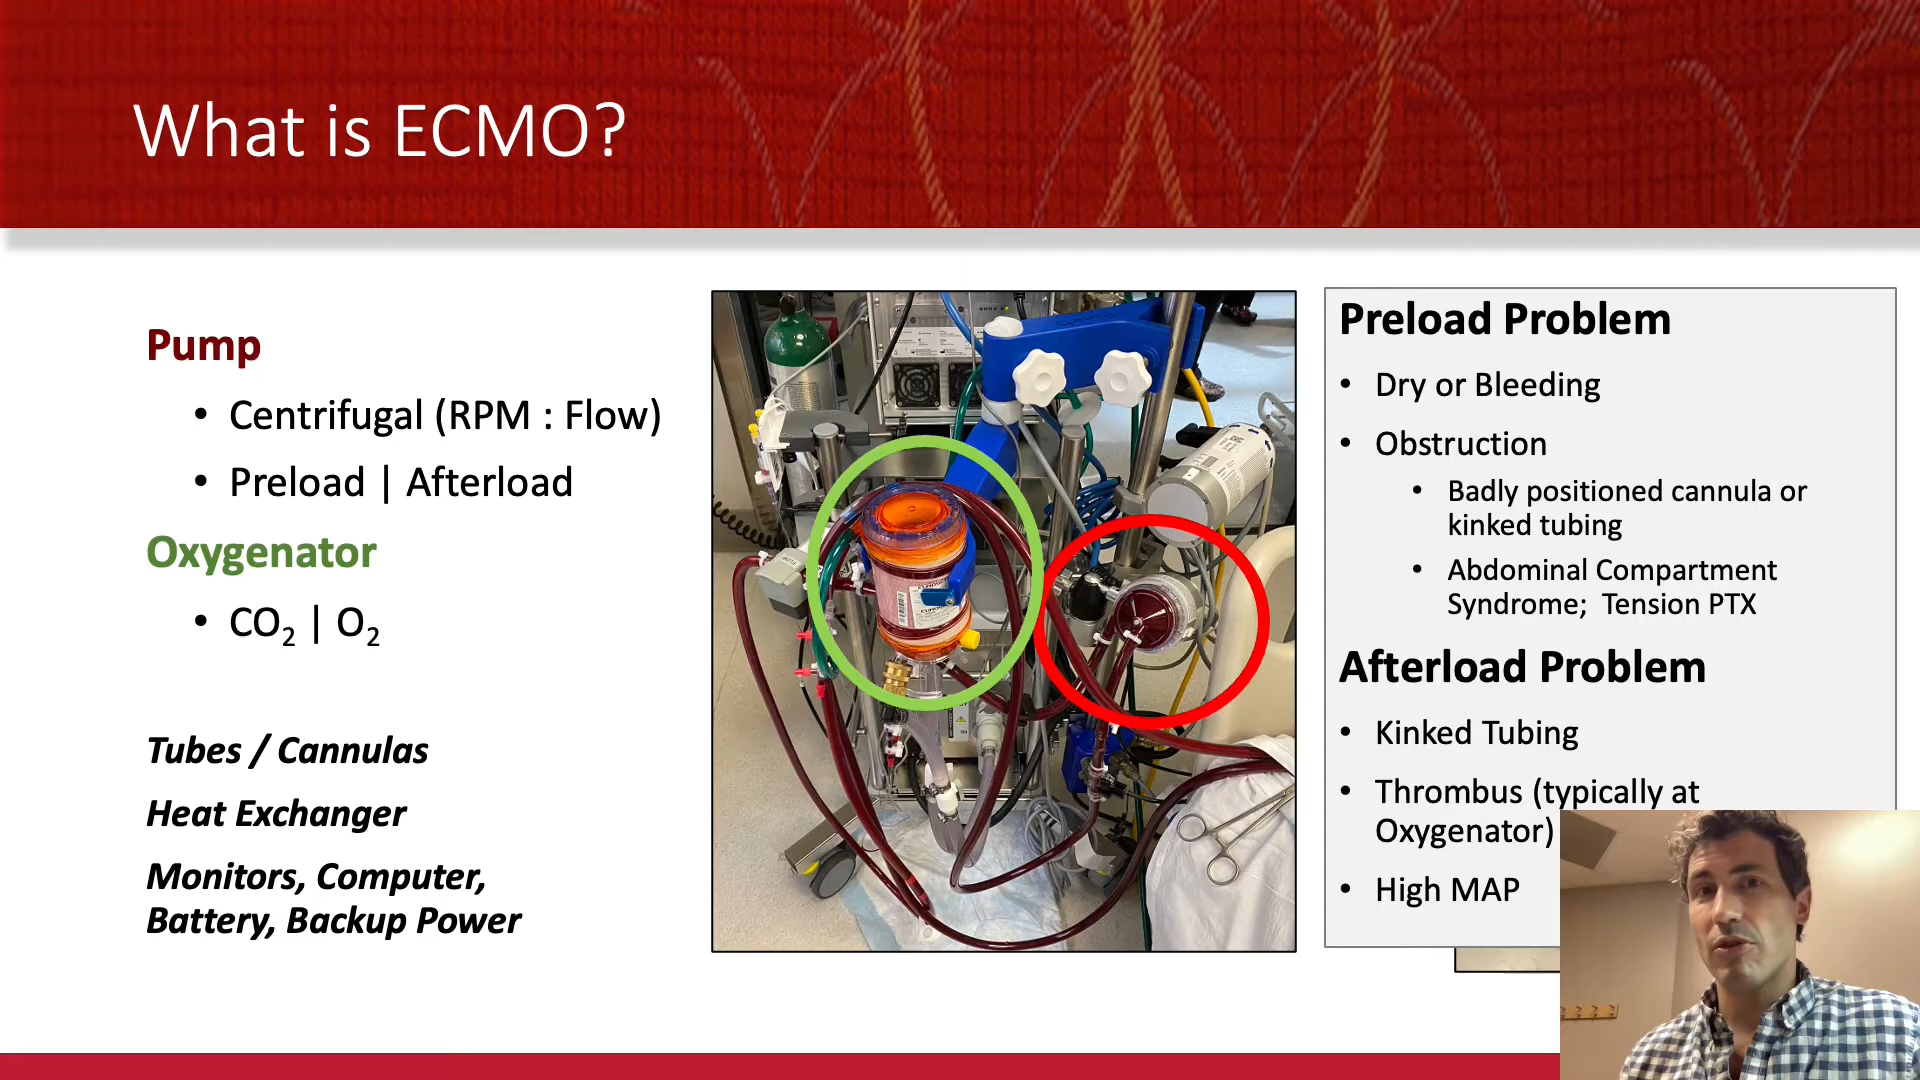 What is ECMO?
Pump
• Centrifugal (RPM : Flow)
• Preload | Afterload
Oxygenator
• CO₂ | O₂
Tubes / Cannulas
Heat Exchanger
Monitors, Computer,
Battery, Backup Power
Preload Problem
• Dry or Bleeding
• Obstruction
• Badly positioned cannula or
kinked tubing
• Abdominal Compartment
Syndrome; Tension PTX
Afterload Problem
• Kinked Tubing
• Thrombus (typically at
Oxygenator)
• High MAP